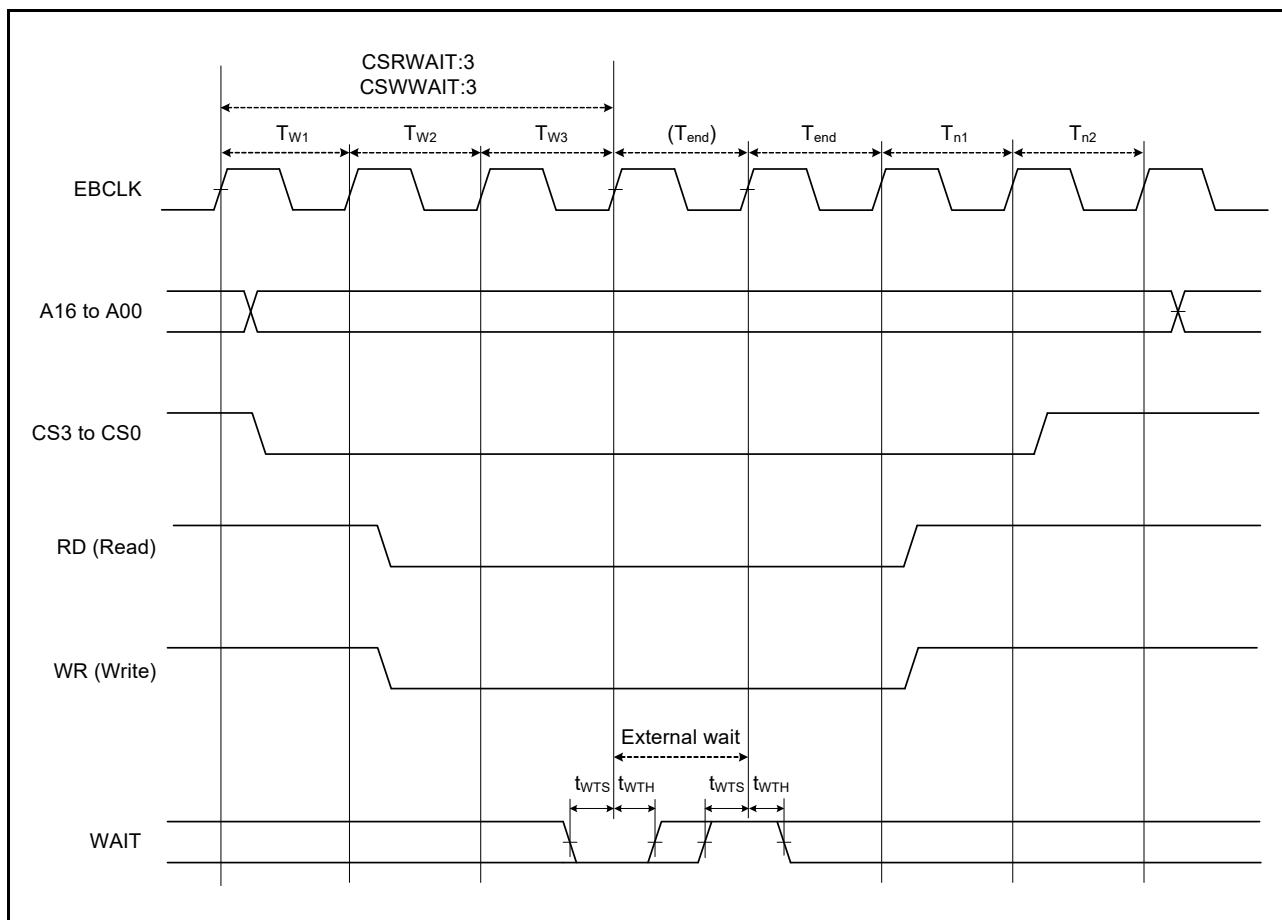 CSRWAIT:3
CSWWAIT:3
TW1 TW2 TW3 (Tend) Tend Tn1 Tn2
EBCLK
A16 to A00
CS3 to CS0
RD (Read)
WR (Write)
External wait
tWTS tWTH tWTS tWTH
WAIT